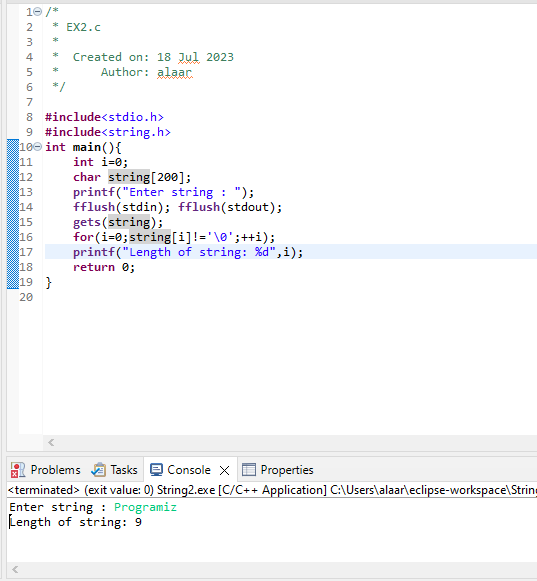 1 /*
2 * EX2.c
3 *
4 * Created on: 18 Jul 2023
5 * Author: alaar
6 */
7
8 #include<stdio.h>
9 #include<string.h>
10 int main(){
11 int i=0;
12 char string[200];
13 printf("Enter string : ");
14 fflush(stdin); fflush(stdout);
15 gets(string);
16 for(i=0;string[i]!='\0';++i);
17 printf("Length of string: %d",i);
18 return 0;
19 }
20
Problems Tasks Console Properties
<terminated> (exit value: 0) String2.exe [C/C++ Application] C:\Users\alaar\eclipse-workspace\String
Enter string : Programiz
Length of string: 9